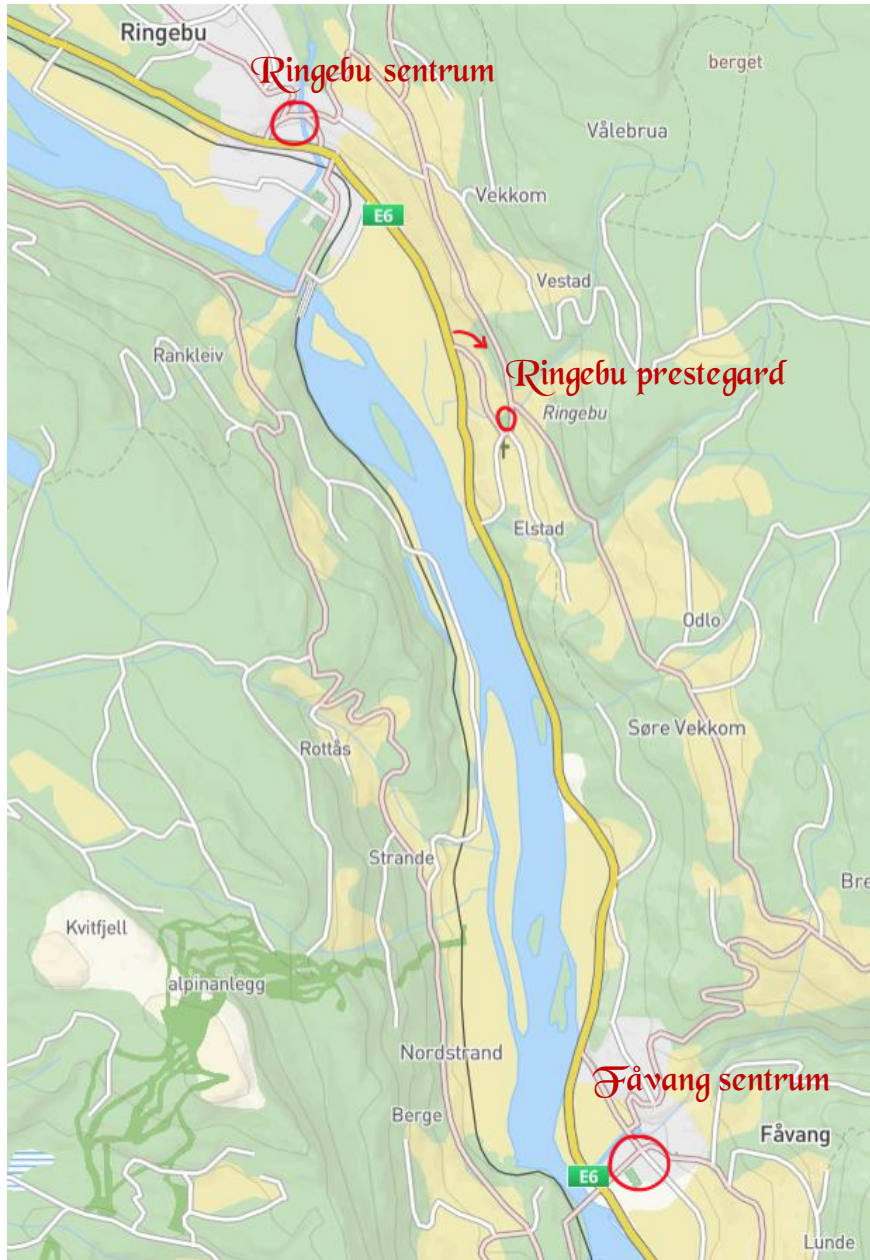 Ringebu
Ringebu sentrum
berget
Vålebrua
Vekkom
E6
Vestad
Rankleiv
Ringebu prestegard
Ringebu
Elstad
Odlo
Søre Vekkom
Rottås
Strande
Bre
Kvitfjell
alpinanlegg
Nordstrand
Fåvang sentrum
Berge
Fåvang
E6
Lunde